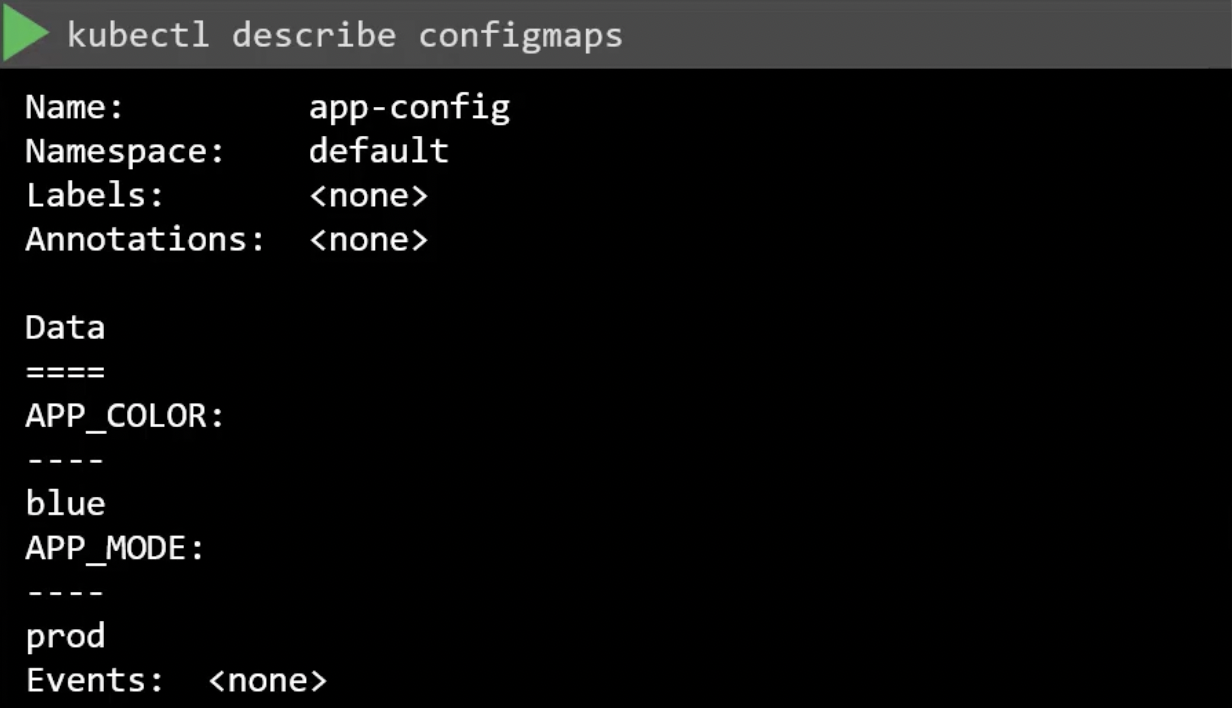 kubectl describe configmaps
Name:         app-config
Namespace:    default
Labels:       <none>
Annotations:  <none>
Data
====
APP_COLOR:
----
blue
APP_MODE:
----
prod
Events:  <none>